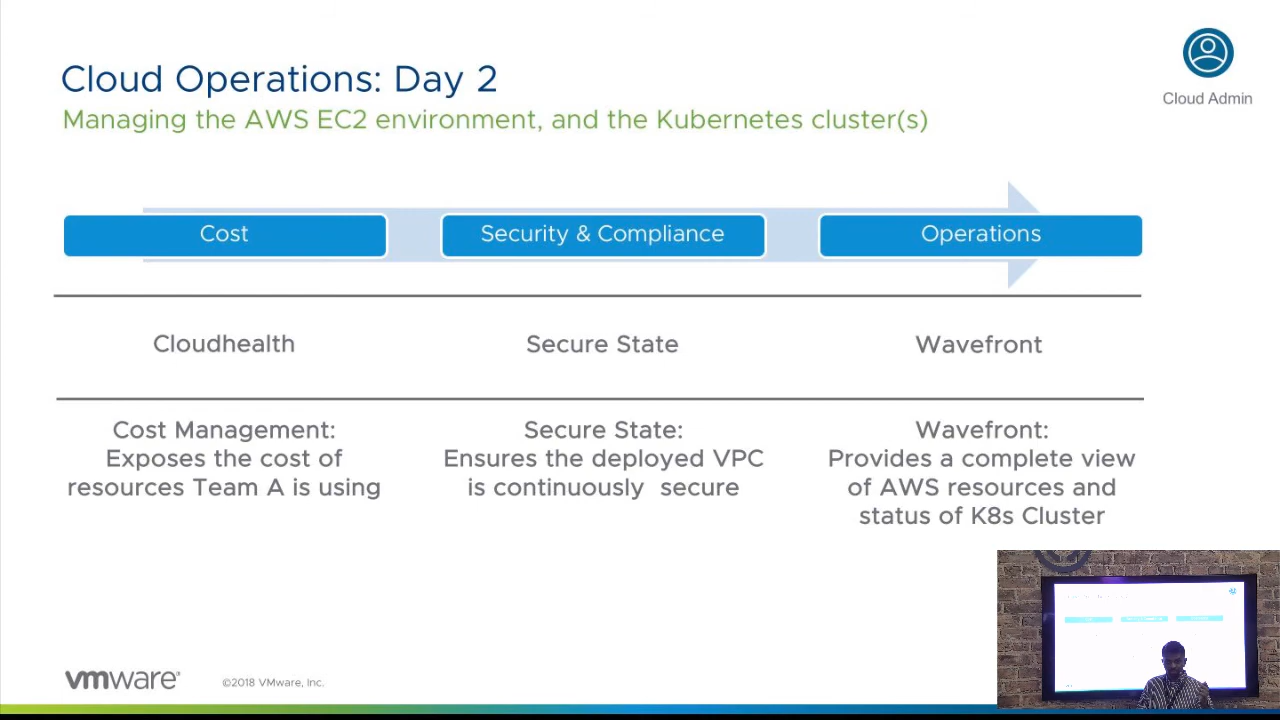 Cloud Operations: Day 2
Managing the AWS EC2 environment, and the Kubernetes cluster(s)
Cloud Admin
Cost
Security & Compliance
Operations
Cloudhealth
Secure State
Wavefront
Cost Management:
Exposes the cost of
resources Team A is using
Secure State:
Ensures the deployed VPC
is continuously secure
Wavefront:
Provides a complete view
of AWS resources and
status of K8s Cluster
vmware®
©2018 VMware, Inc.